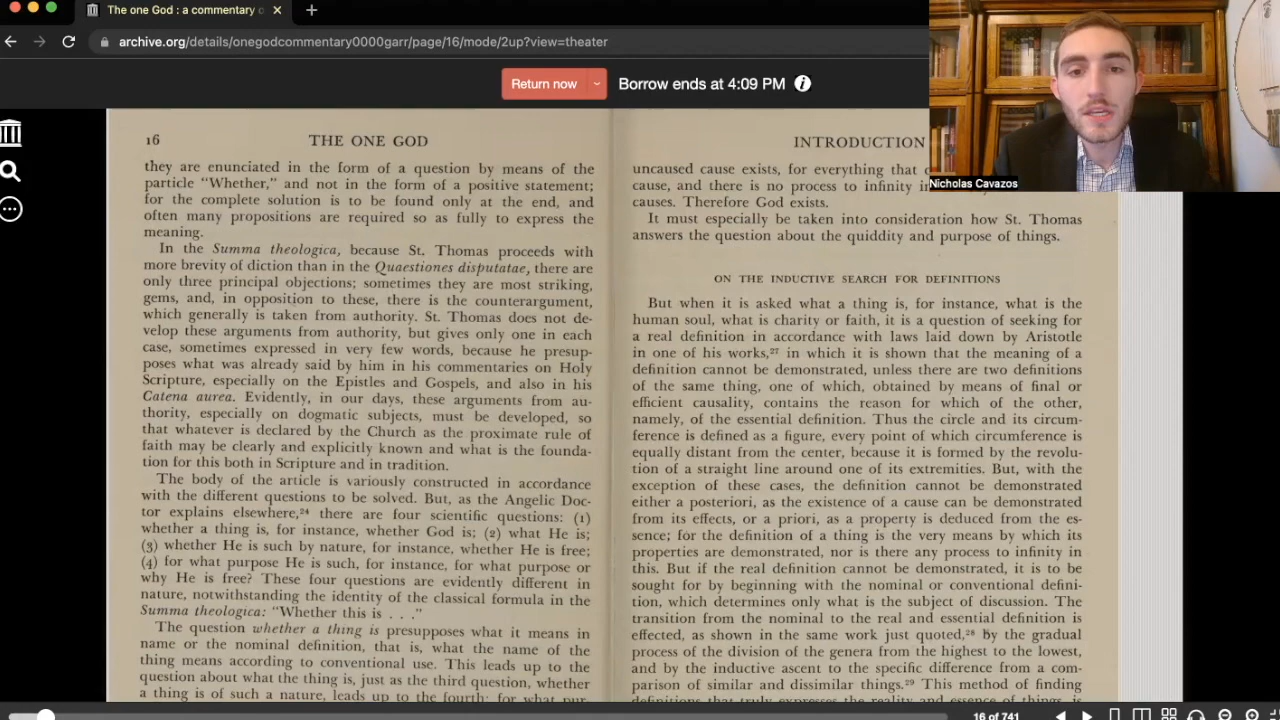 The one God : a commentary o
archive.org/details/onegodcommentary0000garr/page/16/mode/2up?view=theater
Return now
Borrow ends at 4:09 PM
Nicholas Cavazos
16 THE ONE GOD
they are enunciated in the form of a question by means of the
particle "Whether," and not in the form of a positive statement;
for the complete solution is to be found only at the end, and
often many propositions are required so as fully to express the
meaning.
In the Summa theologica, because St. Thomas proceeds with
more brevity of diction than in the Quaestiones disputatae, there are
only three principal objections; sometimes they are most striking,
gems, and, in opposition to these, there is the counterargument,
which generally is taken from authority. St. Thomas does not de-
velop these arguments from authority, but gives only one in each
case, sometimes expressed in very few words, because he presup-
poses what was already said by him in his commentaries on Holy
Scripture, especially on the Epistles and Gospels, and also in his
Catena aurea. Evidently, in our days, these arguments from au-
thority, especially on dogmatic subjects, must be developed, so
that whatever is declared by the Church as the proximate rule of
faith may be clearly and explicitly known and what is the founda-
tion for this both in Scripture and in tradition.
The body of the article is variously constructed in accordance
with the different questions to be solved. But, as the Angelic Doc-
tor explains elsewhere,24 there are four scientific questions: (1)
whether a thing is, for instance, whether God is; (2) what He is;
(3) whether He is such by nature, for instance, whether He is free;
(4) for what purpose He is such, for instance, for what purpose or
why He is free? These four questions are evidently different in
nature, notwithstanding the identity of the classical formula in the
Summa theologica: "Whether this is . . ."
The question whether a thing is presupposes what it means in
name or the nominal definition, that is, what the name of the
thing means according to conventional use. This leads up to the
question about what the thing is, just as the third question, whether
a thing is of such a nature, leads up to the fourth: for what pur-
INTRODUCTION
uncaused cause exists, for everything that
cause, and there is no process to infinity
causes. Therefore God exists.
It must especially be taken into consideration how St. Thomas
answers the question about the quiddity and purpose of things.
ON THE INDUCTIVE SEARCH FOR DEFINITIONS
But when it is asked what a thing is, for instance, what is the
human soul, what is charity or faith, it is a question of seeking for
a real definition in accordance with laws laid down by Aristotle
in one of his works,27 in which it is shown that the meaning of a
definition cannot be demonstrated, unless there are two definitions
of the same thing, one of which, obtained by means of final or
efficient causality, contains the reason for which of the other,
namely, of the essential definition. Thus the circle and its circum-
ference is defined as a figure, every point of which circumference is
equally distant from the center, because it is formed by the revolu-
tion of a straight line around one of its extremities. But, with the
exception of these cases, the definition cannot be demonstrated
either a posteriori, as the existence of a cause can be demonstrated
from its effects, or a priori, as a property is deduced from the es-
sence; for the definition of a thing is the very means by which its
properties are demonstrated, nor is there any process to infinity in
this. But if the real definition cannot be demonstrated, it is to be
sought for by beginning with the nominal or conventional defini-
tion, which determines only what is the subject of discussion. The
transition from the nominal to the real and essential definition is
effected, as shown in the same work just quoted,28 by the gradual
process of the division of the genera from the highest to the lowest,
and by the inductive ascent to the specific difference from a com-
parison of similar and dissimilar things.29 This method of finding
definitions that truly expresses the reality and essence of things, is
16 of 741